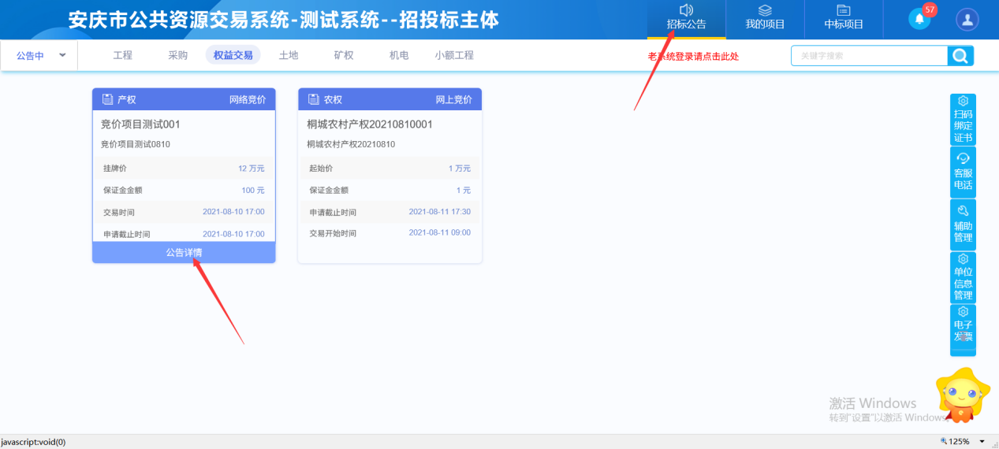 安庆市公共资源交易系统-测试系统--招投标主体
招标公告
我的项目
中标项目
57
公告中
工程
采购
权益交易
土地
矿权
机电
小额工程
老系统登录请点击此处
关键字搜索
产权
网络竞价
竞价项目测试001
竞价项目测试0810
挂牌价
12 万元
保证金金额
100 元
交易时间
2021-08-10 17:00
申请截止时间
2021-08-10 17:00
公告详情
农权
网上竞价
桐城农村产权20210810001
桐城农村产权20210810
起始价
1 万元
保证金金额
1 元
申请截止时间
2021-08-11 17:30
交易开始时间
2021-08-11 09:00
扫码
绑定
证书
客服
电话
辅助
管理
单位
信息
管理
电子
发票
激活 Windows
转到"设置"以激活 Windows
javascript:void(0)
125%